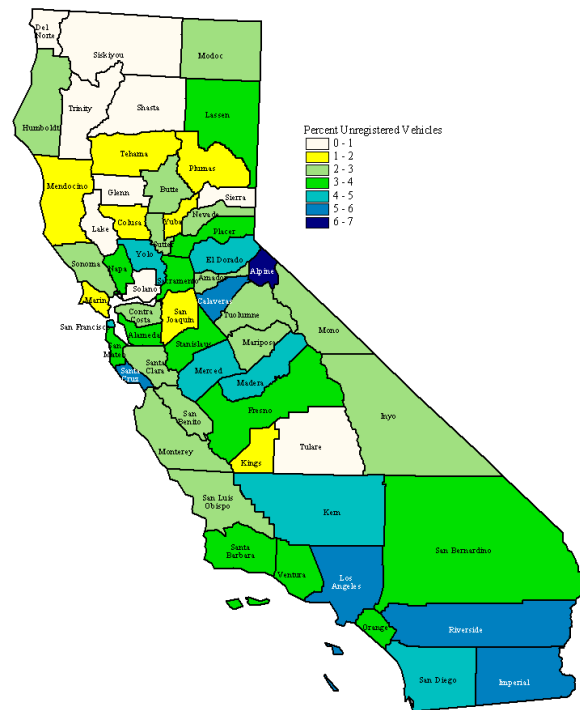 Del
Norte
Siskiyou
Modoc
Trinity
Shasta
Lassen
Humboldt
Percent Unregistered Vehicles
0 - 1
1 - 2
2 - 3
3 - 4
4 - 5
5 - 6
6 - 7
Tehama
Plumas
Mendocino
Glenn
Butte
Sierra
Lake
Colusa
Yuba
Nevada
Sutter
Placer
Sonoma
Napa
Yolo
El Dorado
Sacramento
Amador
Alpine
Solano
Marin
Calaveras
Contra
Costa
San
Joaquin
Tuolumne
Mono
San Francisco
Alameda
San
Mateo
Stanislaus
Mariposa
Santa
Clara
Santa
Cruz
Merced
Madera
Fresno
San
Benito
Inyo
Monterey
Kings
Tulare
San Luis
Obispo
Kern
Santa
Barbara
Ventura
San Bernardino
Los
Angeles
Orange
Riverside
San Diego
Imperial